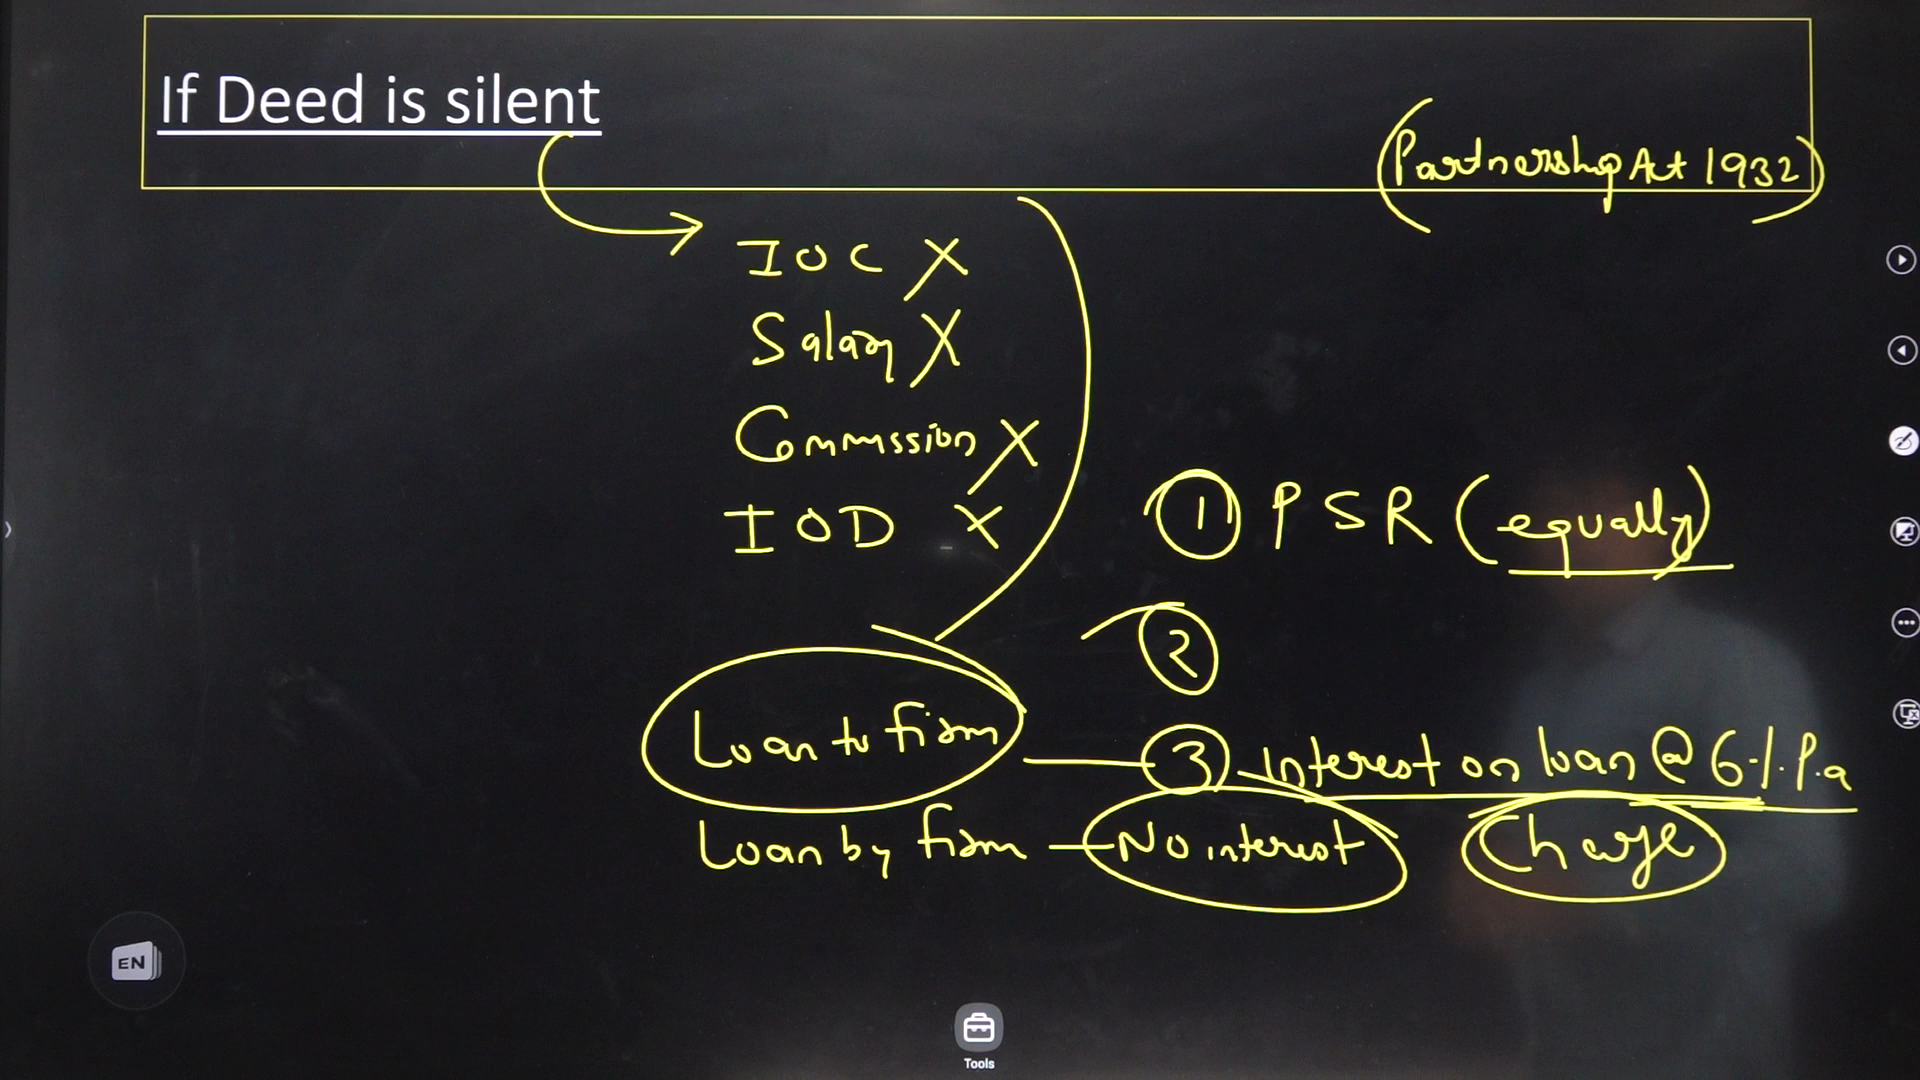 If Deed is silent
(Partnership Act 1932)
IOC X
Salary X
Commission X
IOD X
① PSR (equally)
②
Loan to firm — ③ Interest on loan @ 6%. P.a
Loan by firm — No interest Charge
EN
Tools